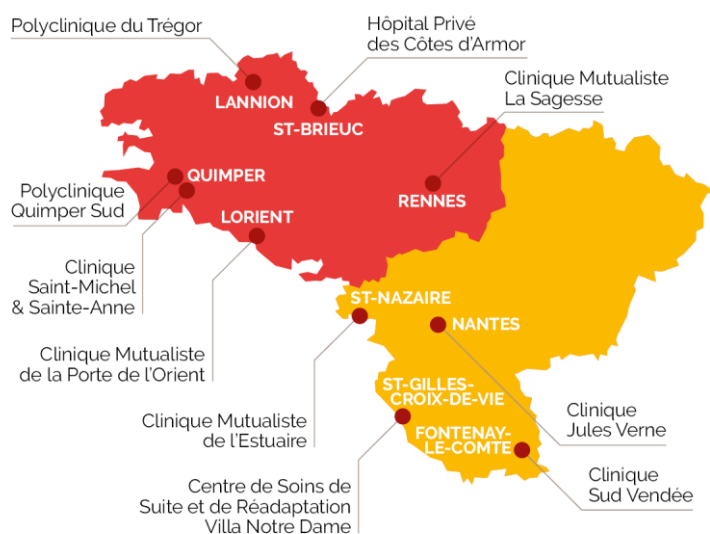 Polyclinique du Trégor
Hôpital Privé
des Côtes d'Armor
Clinique Mutualiste
La Sagesse
LANNION
ST-BRIEUC
QUIMPER
RENNES
Polyclinique
Quimper Sud
LORIENT
Clinique
Saint-Michel
& Sainte-Anne
ST-NAZAIRE
NANTES
Clinique Mutualiste
de la Porte de l'Orient
ST-GILLES-
CROIX-DE-VIE
Clinique Mutualiste
de l'Estuaire
Clinique
Jules Verne
FONTENAY-
LE-COMTE
Centre de Soins de
Suite et de Réadaptation
Villa Notre Dame
Clinique
Sud Vendée